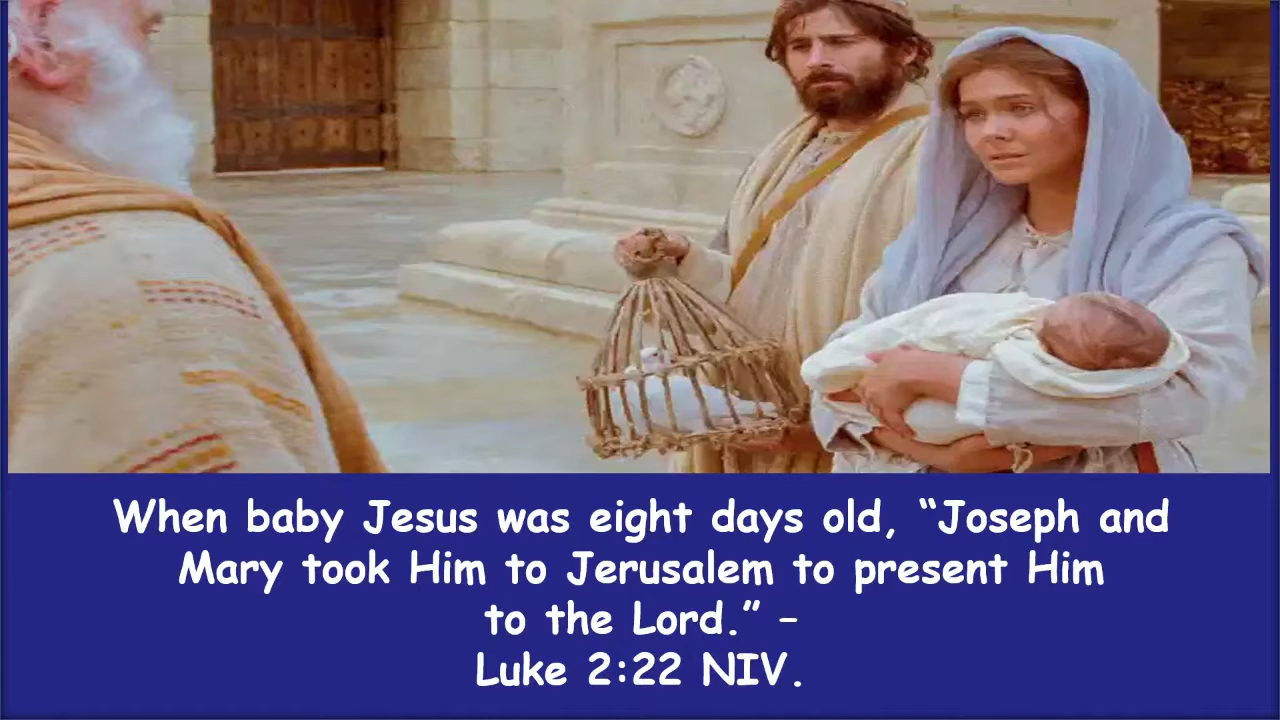 When baby Jesus was eight days old, “Joseph and
Mary took Him to Jerusalem to present Him
to the Lord.” –
Luke 2:22 NIV.